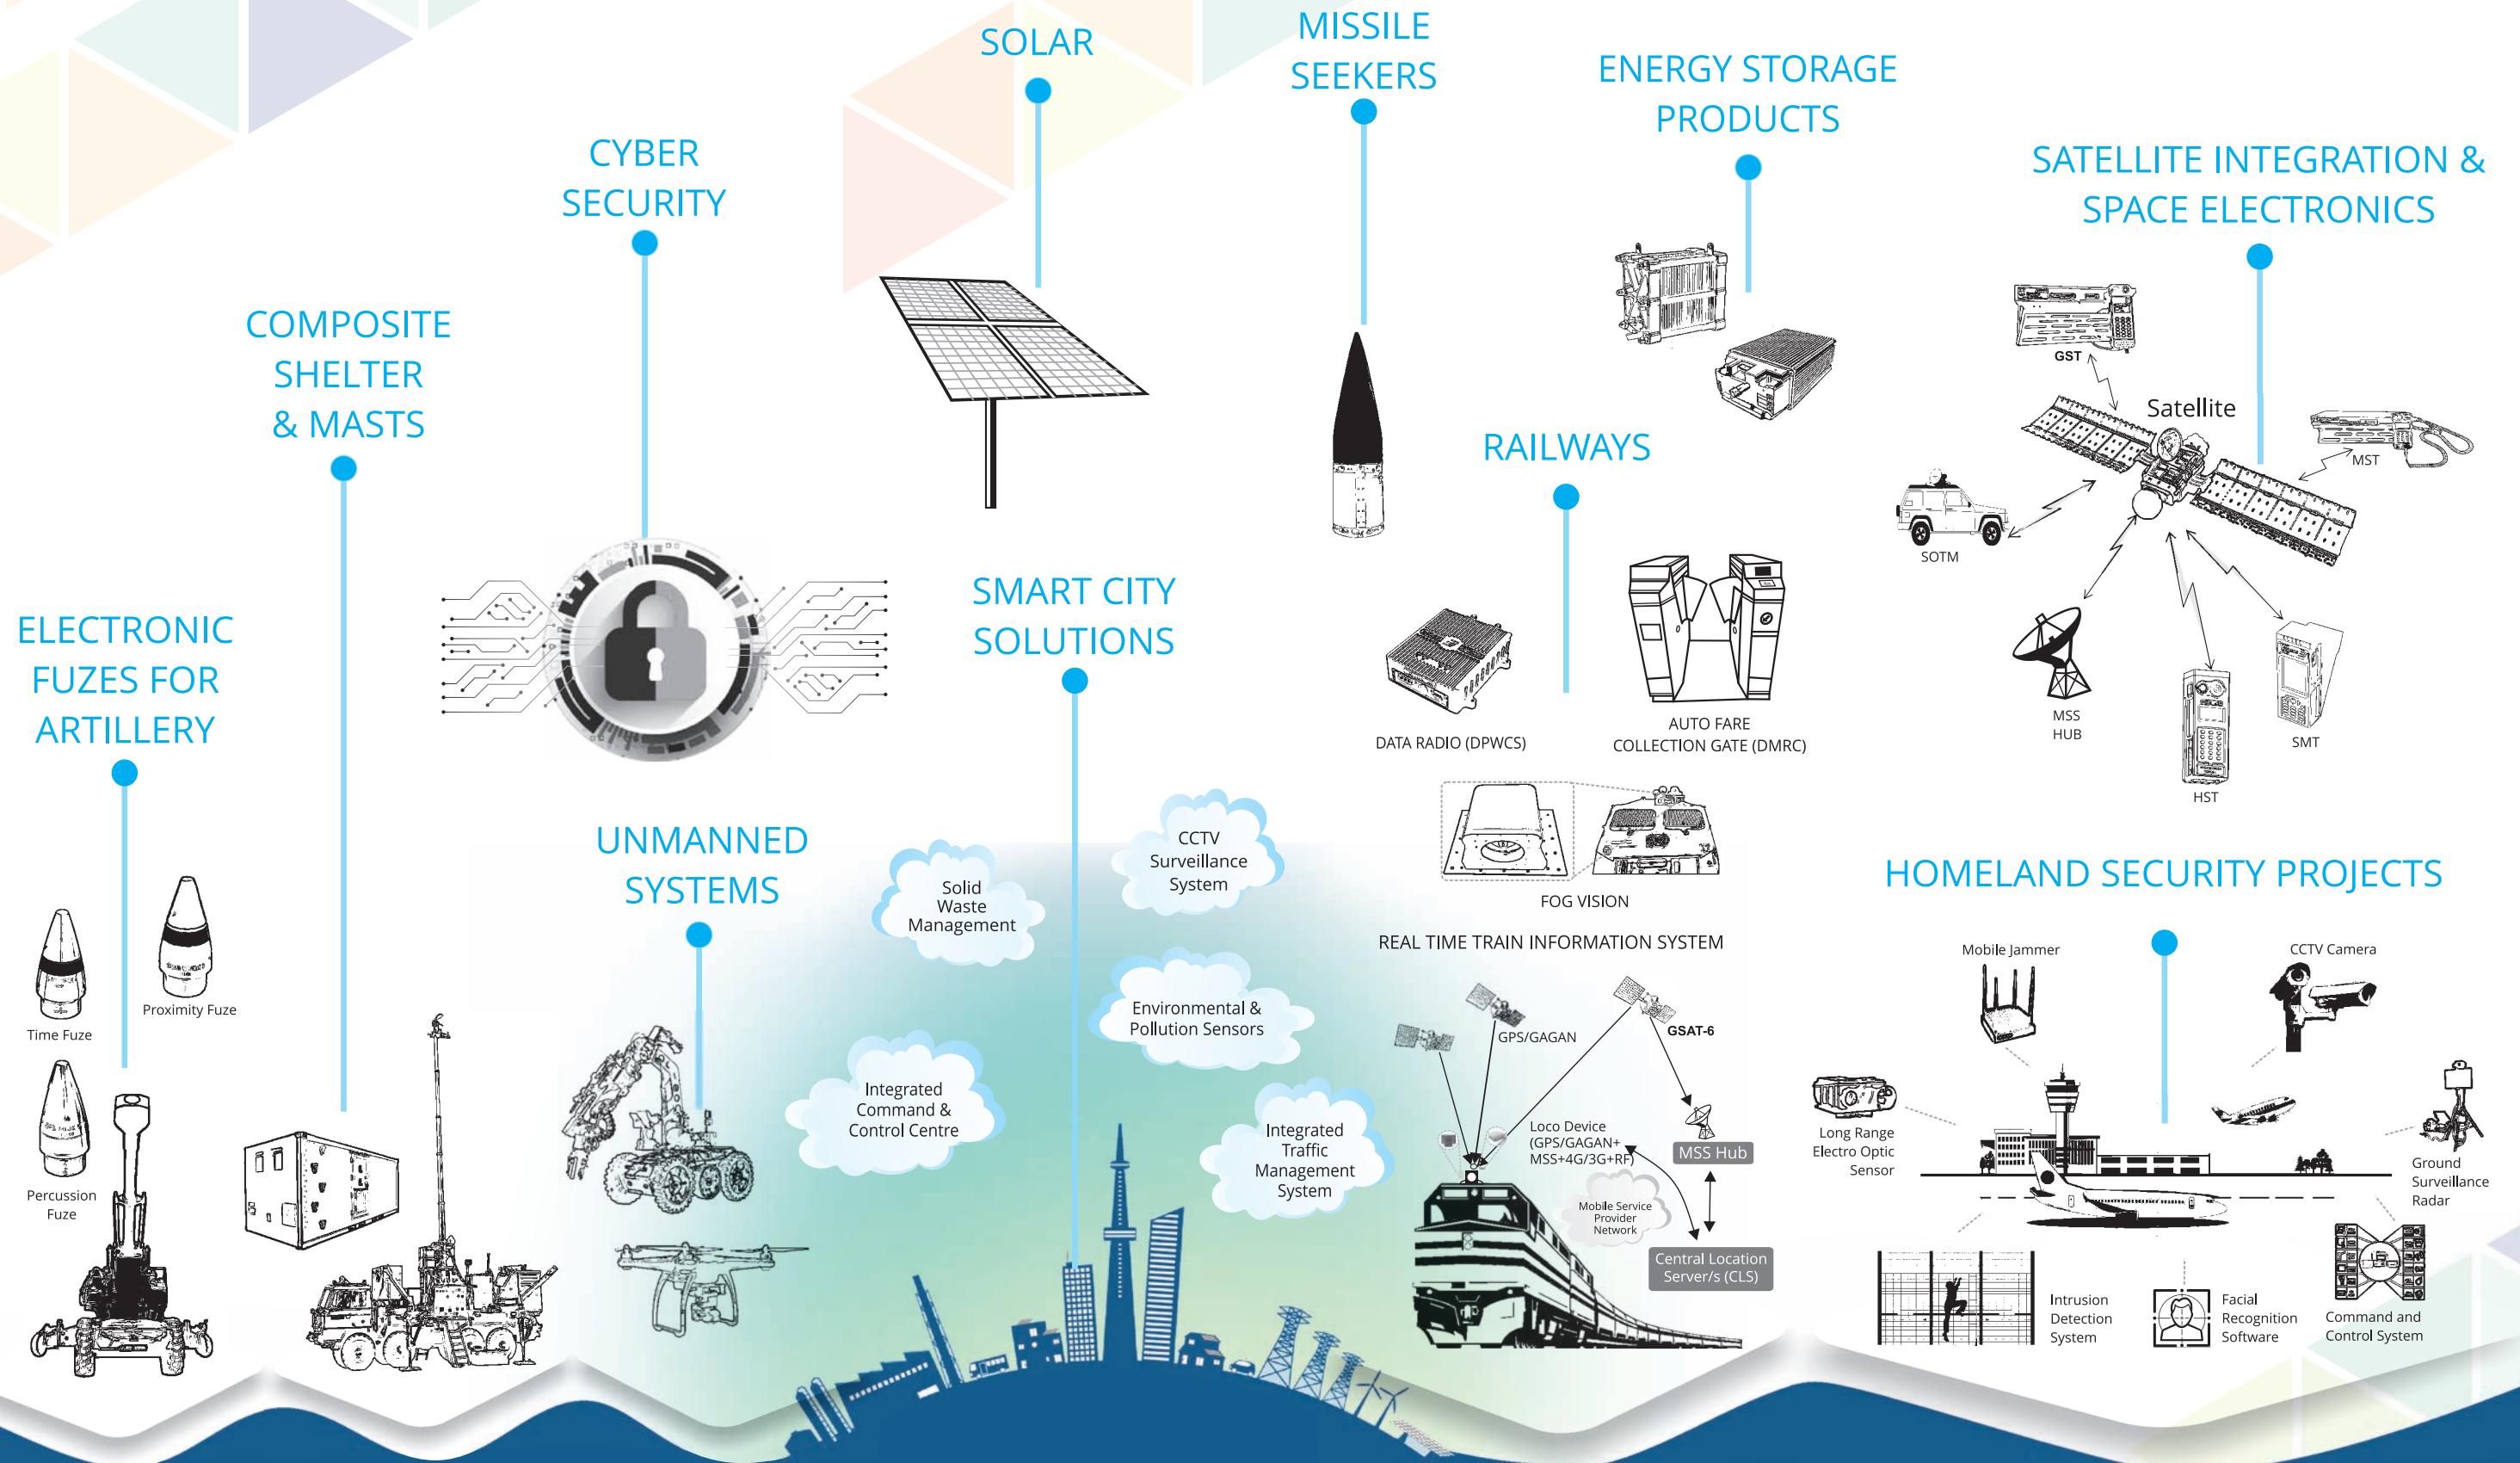 SOLAR
MISSILE
SEEKERS
ENERGY STORAGE
PRODUCTS
CYBER
SECURITY
SATELLITE INTEGRATION &
SPACE ELECTRONICS
COMPOSITE
SHELTER
& MASTS
GST
Satellite
MST
SOTM
MSS
HUB
SMT
HST
RAILWAYS
DATA RADIO (DPWCS)
AUTO FARE
COLLECTION GATE (DMRC)
FOG VISION
REAL TIME TRAIN INFORMATION SYSTEM
GPS/GAGAN
GSAT-6
Loco Device
(GPS/GAGAN+
MSS+4G/3G+RF)
MSS Hub
Mobile Service
Provider
Network
Central Location
Server/s (CLS)
ELECTRONIC
FUZES FOR
ARTILLERY
Time Fuze
Proximity Fuze
Percussion
Fuze
SMART CITY
SOLUTIONS
CCTV
Surveillance
System
Solid
Waste
Management
Environmental &
Pollution Sensors
Integrated
Command &
Control Centre
Integrated
Traffic
Management
System
UNMANNED
SYSTEMS
HOMELAND SECURITY PROJECTS
Mobile Jammer
CCTV Camera
Long Range
Electro Optic
Sensor
Ground
Surveillance
Radar
Intrusion
Detection
System
Facial
Recognition
Software
Command and
Control System